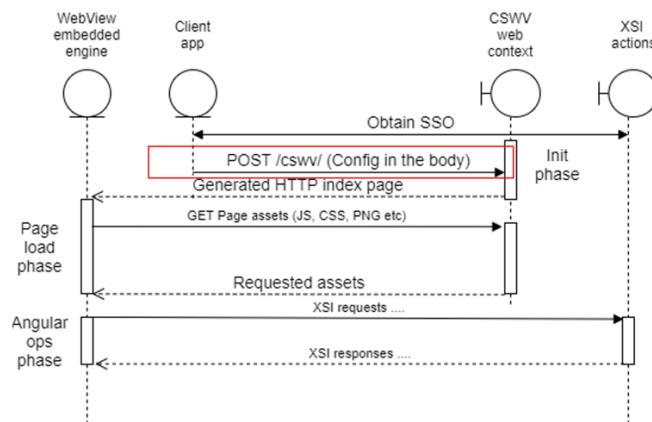 WebView
embedded
engine
Client
app
CSWV
web
context
XSI
actions
Obtain SSO
POST /cswv/ (Config in the body)
Init
phase
Generated HTTP index page
GET Page assets (JS, CSS, PNG etc)
Page
load
phase
Requested assets
XSI requests ....
Angular
ops
phase
XSI responses ....